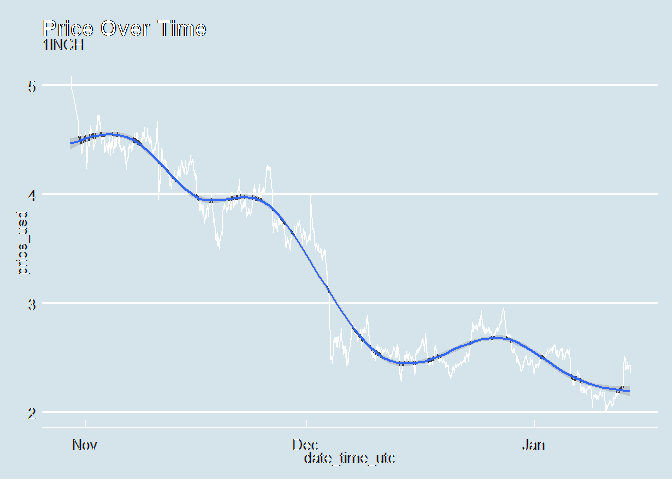 Price Over Time
1INCH
5
4
3
2
price_usd
Nov Dec Jan
date_time_utc